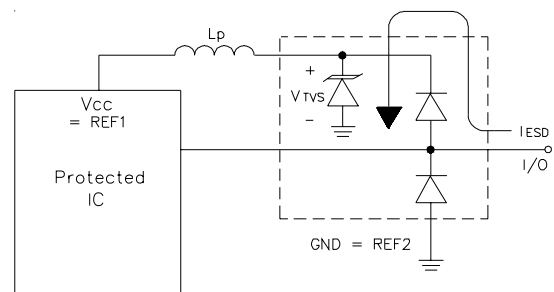 Lp
+
VTVS
-
Vcc
= REF1
Protected
IC
IESD
I/O
GND = REF2